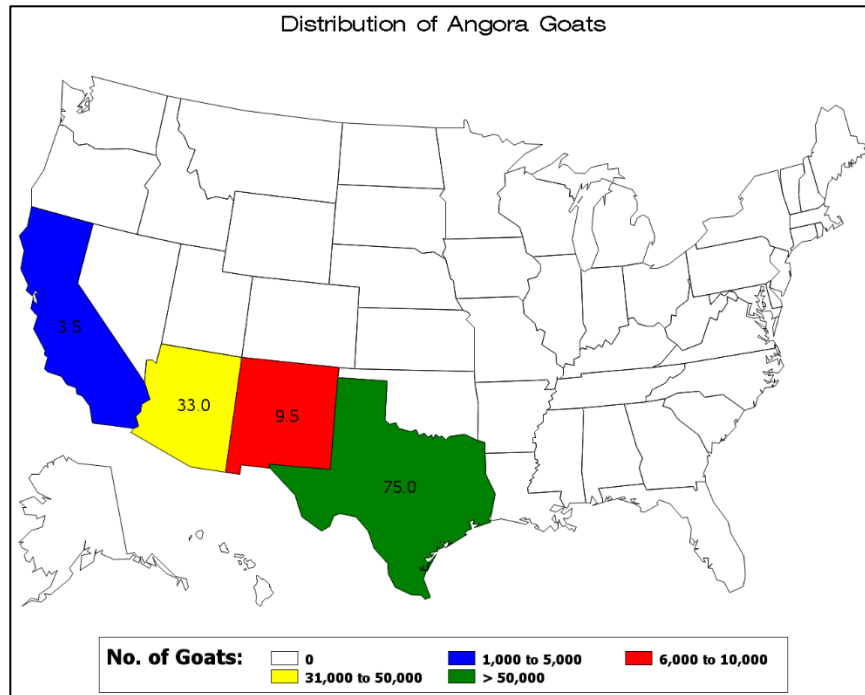 Distribution of Angora Goats
3.5
33.0
9.5
75.0
No. of Goats: 0 1,000 to 5,000 6,000 to 10,000
31,000 to 50,000 > 50,000